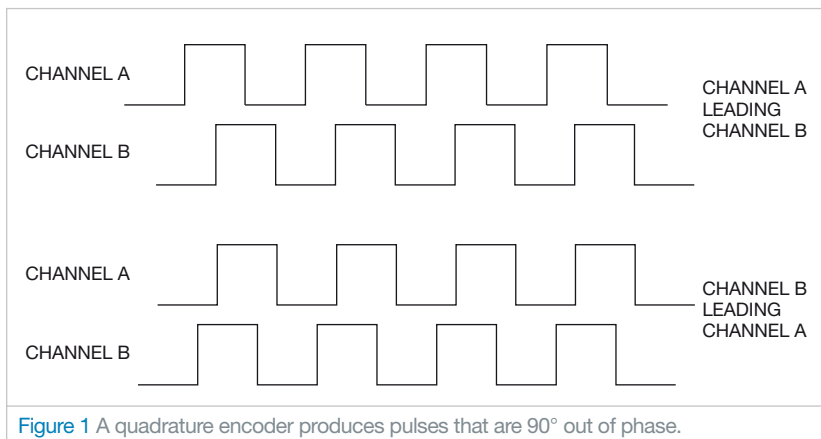 CHANNEL A
CHANNEL A
LEADING
CHANNEL B
CHANNEL B
CHANNEL A
CHANNEL B
LEADING
CHANNEL A
CHANNEL B
Figure 1 A quadrature encoder produces pulses that are 90° out of phase.